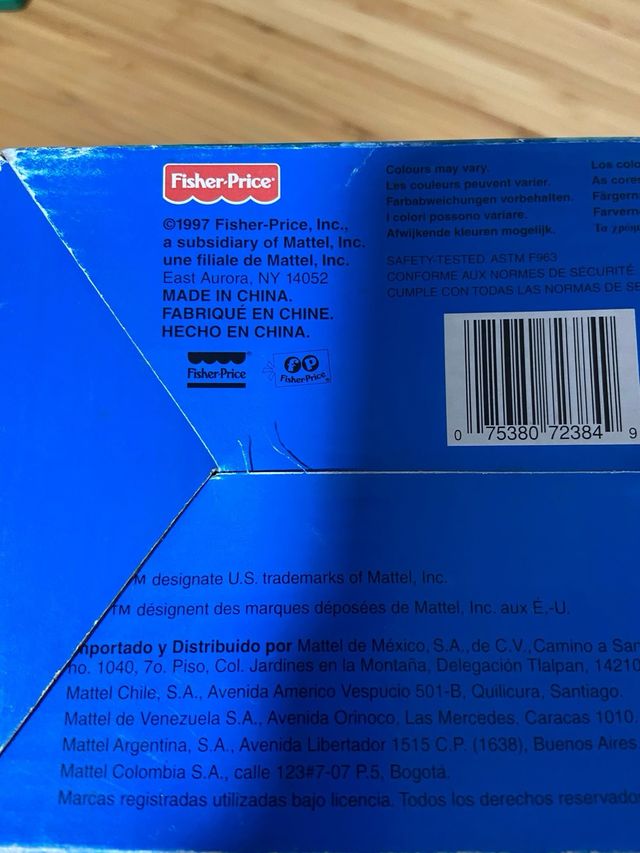 Fisher-Price®
©1997 Fisher-Price, Inc.,
a subsidiary of Mattel, Inc.
une filiale de Mattel, Inc.
East Aurora, NY 14052
MADE IN CHINA.
FABRIQUÉ EN CHINE.
HECHO EN CHINA.
Fisher-Price®
fp
Fisher-Price®
Colours may vary.
Les couleurs peuvent varier.
Farbabweichungen vorbehalten.
I colori possono variare.
Afwijkende kleuren mogelijk.
Los
As
SAFETY-TESTED. ASTM F963
CONFORME AUX NORMES DE SÉCURITÉ.
CUMPLE CON TODAS LAS NORMAS DE
0 75380 72384 9
TM designate U.S. trademarks of Mattel, Inc.
TM désignent des marques déposées de Mattel, Inc. aux É.-U.
y Distribuido por Mattel de México, S.A. de C.V., Camino a
no. 1040, 7o. Piso, Col. Jardines en la Montaña, Delegación Tlalpan, 14210
Mattel Chile, S.A., Avenida Américo Vespucio 501-B, Quilicura, Santiago.
Mattel de Venezuela S.A., Avenida Orinoco, Las Mercedes, Caracas 1010.
Mattel Argentina, S.A., Avenida Libertador 1515 C.P. (1638), Buenos Aires.
Mattel Colombia S.A., calle 123#7-07 P.5, Bogotá.
Marcas registradas utilizadas bajo licencia. Todos los derechos